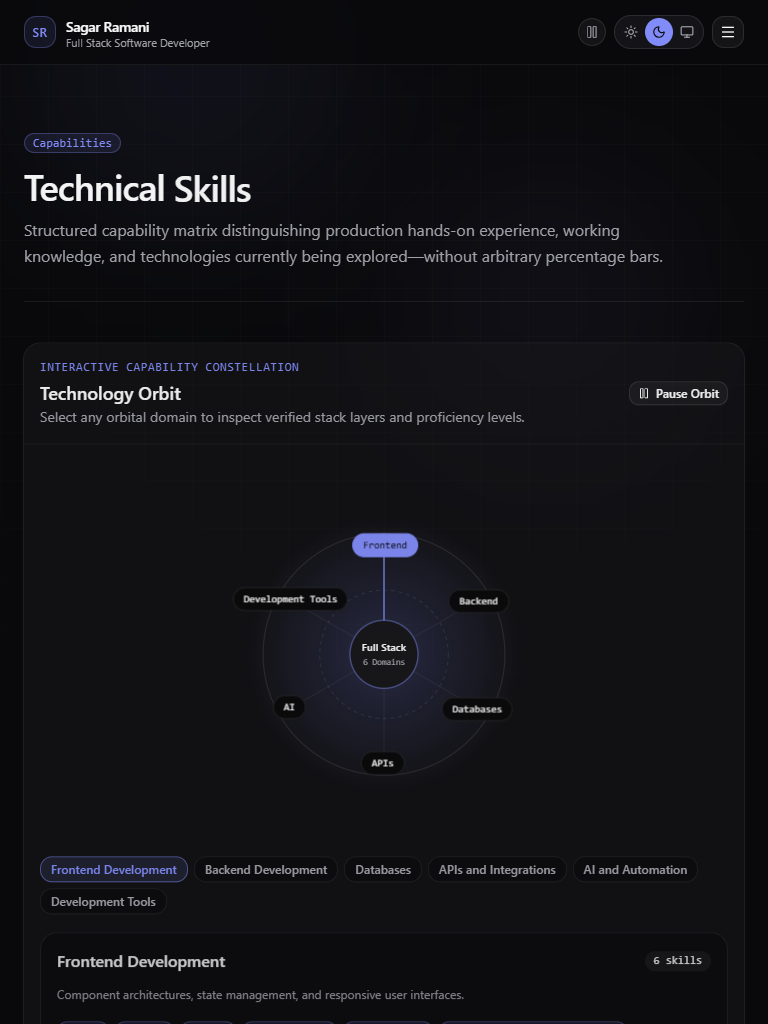 SR
Sagar Ramani
Full Stack Software Developer
Capabilities
Technical Skills
Structured capability matrix distinguishing production hands-on experience, working
knowledge, and technologies currently being explored—without arbitrary percentage bars.
INTERACTIVE CAPABILITY CONSTELLATION
Technology Orbit
Pause Orbit
Select any orbital domain to inspect verified stack layers and proficiency levels.
Frontend
Development Tools
Backend
Full Stack
6 Domains
AI
Databases
APIs
Frontend Development
Backend Development
Databases
APIs and Integrations
AI and Automation
Development Tools
Frontend Development
6 skills
Component architectures, state management, and responsive user interfaces.